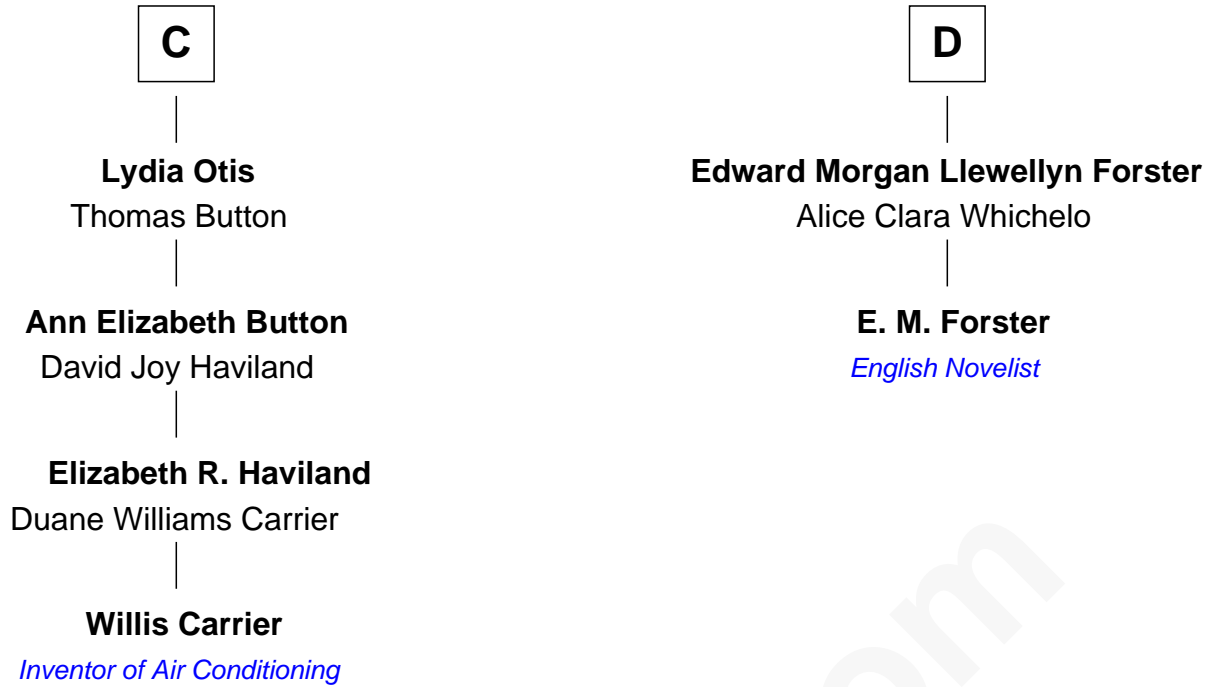 C
Lydia Otis
Thomas Button
Ann Elizabeth Button
David Joy Haviland
Elizabeth R. Haviland
Duane Williams Carrier
Willis Carrier
Inventor of Air Conditioning
D
Edward Morgan Llewellyn Forster
Alice Clara Whichelo
E. M. Forster
English Novelist
om